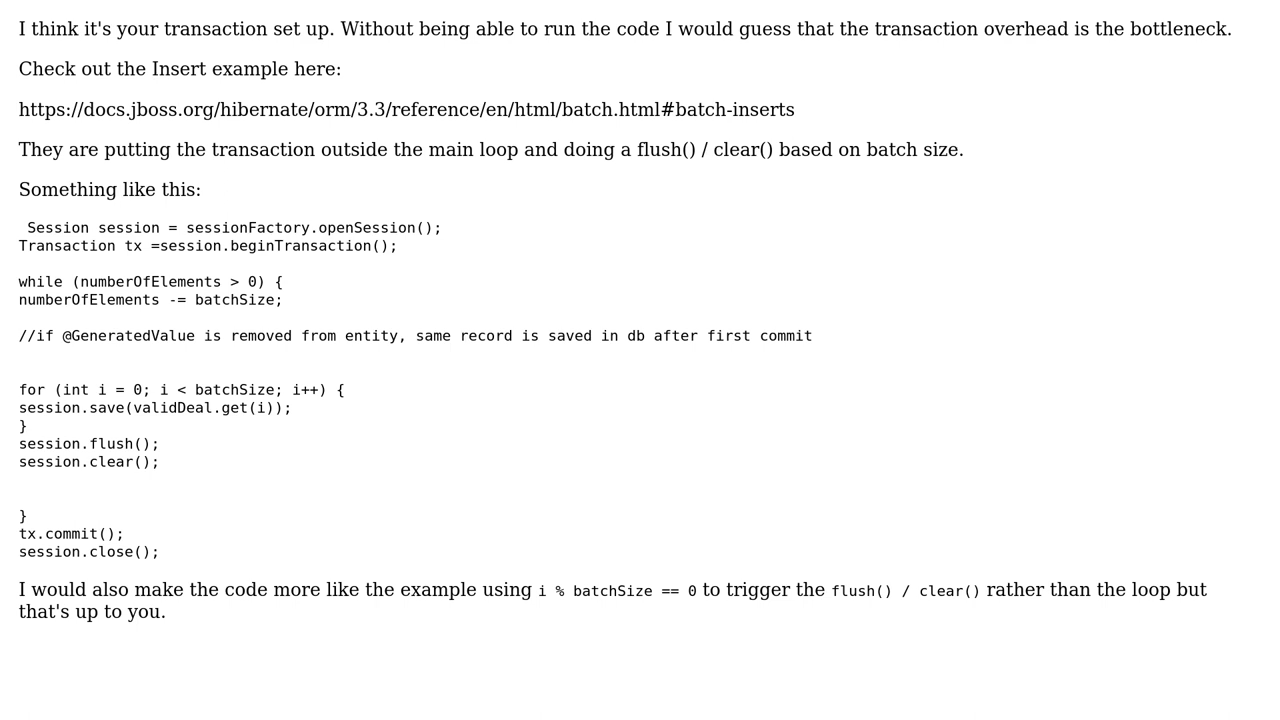 I think it's your transaction set up. Without being able to run the code I would guess that the transaction overhead is the bottleneck.
Check out the Insert example here:
https://docs.jboss.org/hibernate/orm/3.3/reference/en/html/batch.html#batch-inserts
They are putting the transaction outside the main loop and doing a flush() / clear() based on batch size.
Something like this:
Session session = sessionFactory.openSession();
Transaction tx =session.beginTransaction();
while (numberOfElements > 0) {
numberOfElements -= batchSize;
//if @GeneratedValue is removed from entity, same record is saved in db after first commit
for (int i = 0; i < batchSize; i++) {
session.save(validDeal.get(i));
}
session.flush();
session.clear();
}
tx.commit();
session.close();
I would also make the code more like the example using i % batchSize == 0 to trigger the flush() / clear() rather than the loop but
that's up to you.